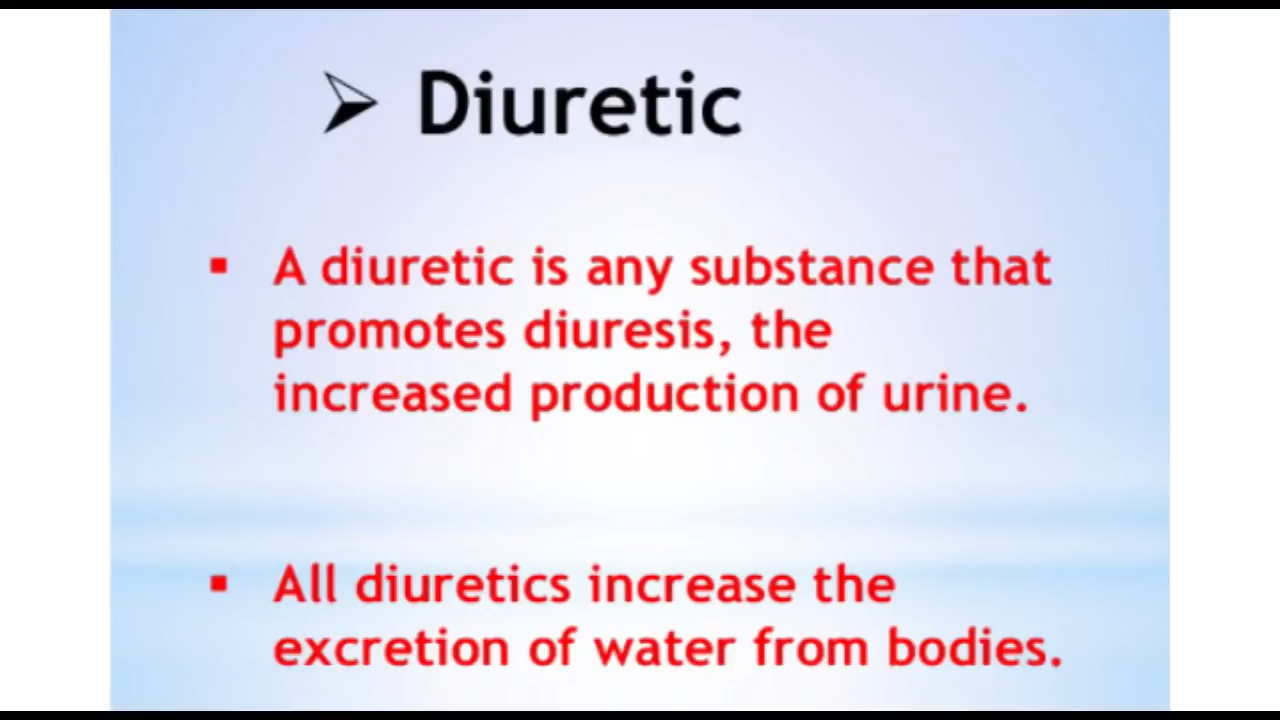 ➢ Diuretic
▪ A diuretic is any substance that
promotes diuresis, the
increased production of urine.
▪ All diuretics increase the
excretion of water from bodies.